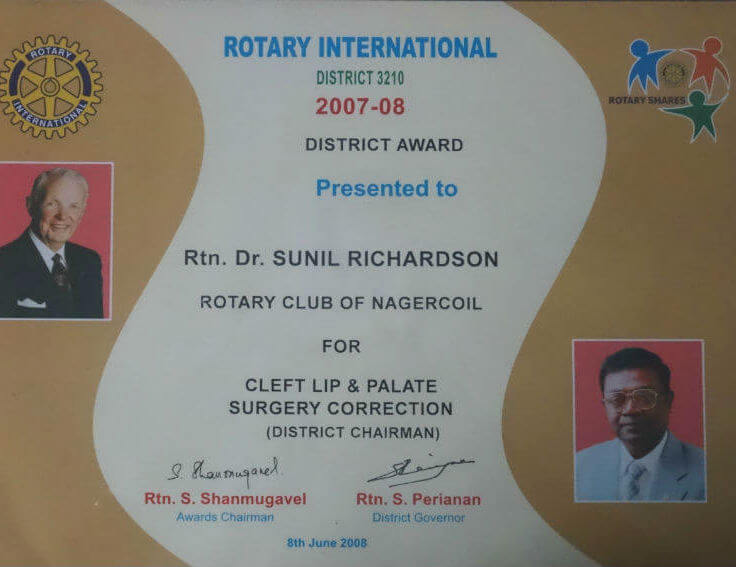 ROTARY INTERNATIONAL
ROTARY INTERNATIONAL
DISTRICT 3210
2007-08
ROTARY SHARES
DISTRICT AWARD
Presented to
Rtn. Dr. SUNIL RICHARDSON
ROTARY CLUB OF NAGERCOIL
FOR
CLEFT LIP & PALATE
SURGERY CORRECTION
(DISTRICT CHAIRMAN)
S. Shanmugavel.
Rtn. S. Shanmugavel
Awards Chairman
Rtn. S. Perianan
District Governor
8th June 2008